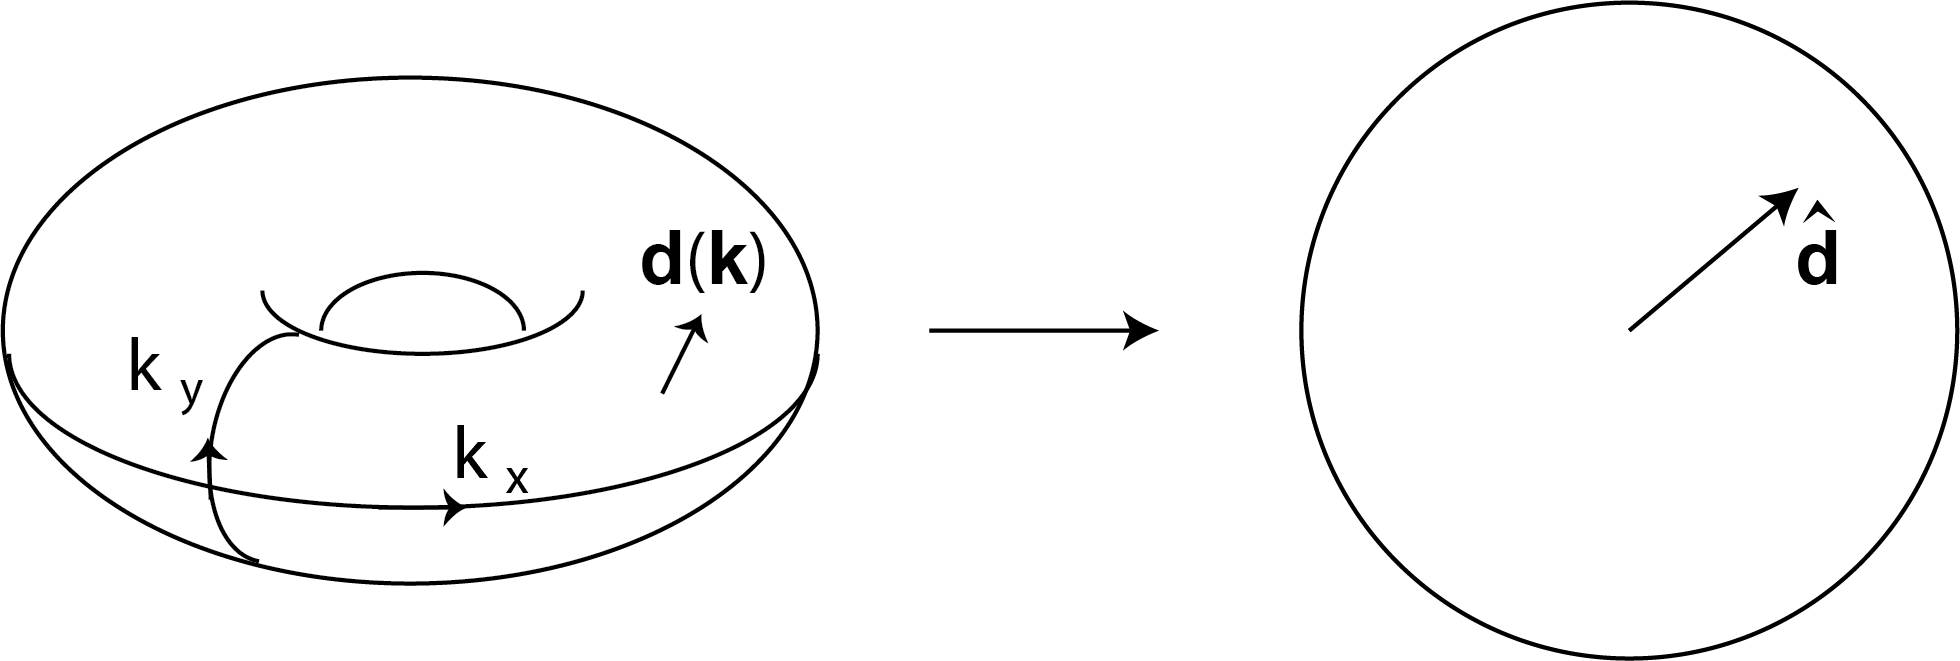 d(k)
k y
k x
d̂